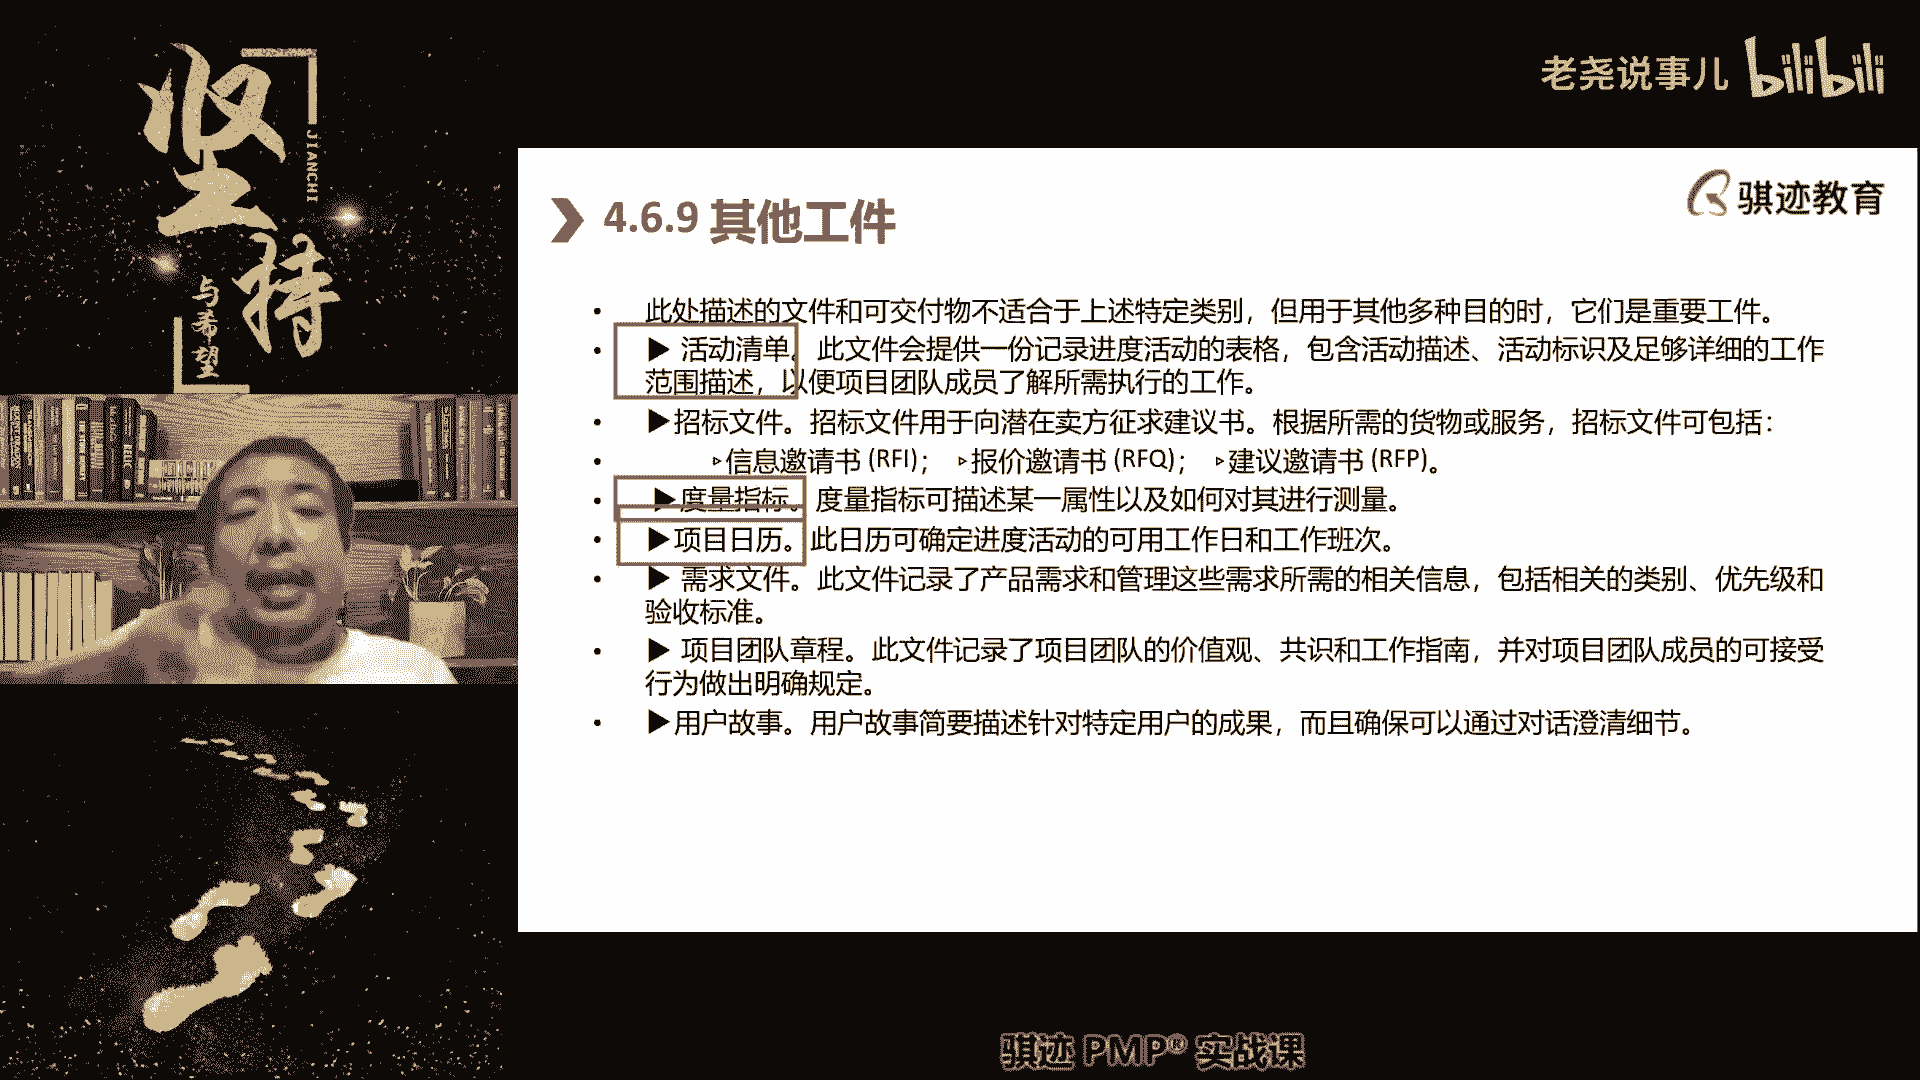 坚持
JIANCHI
与希望
老尧说事儿 bilibili
骐迹教育
4.6.9 其他工件
• 此处描述的文件和可交付物不适合于上述特定类别，但用于其他多种目的时，它们是重要工件。
• ▶ 活动清单。此文件会提供一份记录进度活动的表格，包含活动描述、活动标识及足够详细的工作
范围描述，以便项目团队成员了解所需执行的工作。
• ▶招标文件。招标文件用于向潜在卖方征求建议书。根据所需的货物或服务，招标文件可包括：
• ▹信息邀请书 (RFI)； ▹报价邀请书 (RFQ)； ▹建议邀请书 (RFP)。
• ▶度量指标。度量指标可描述某一属性以及如何对其进行测量。
• ▶项目日历。此日历可确定进度活动的可用工作日和工作班次。
• ▶ 需求文件。此文件记录了产品需求和管理这些需求所需的相关信息，包括相关的类别、优先级和
验收标准。
• ▶ 项目团队章程。此文件记录了项目团队的价值观、共识和工作指南，并对项目团队成员的可接受
行为做出明确规定。
• ▶用户故事。用户故事简要描述针对特定用户的成果，而且确保可以通过对话澄清细节。
骐迹 PMP® 实战课